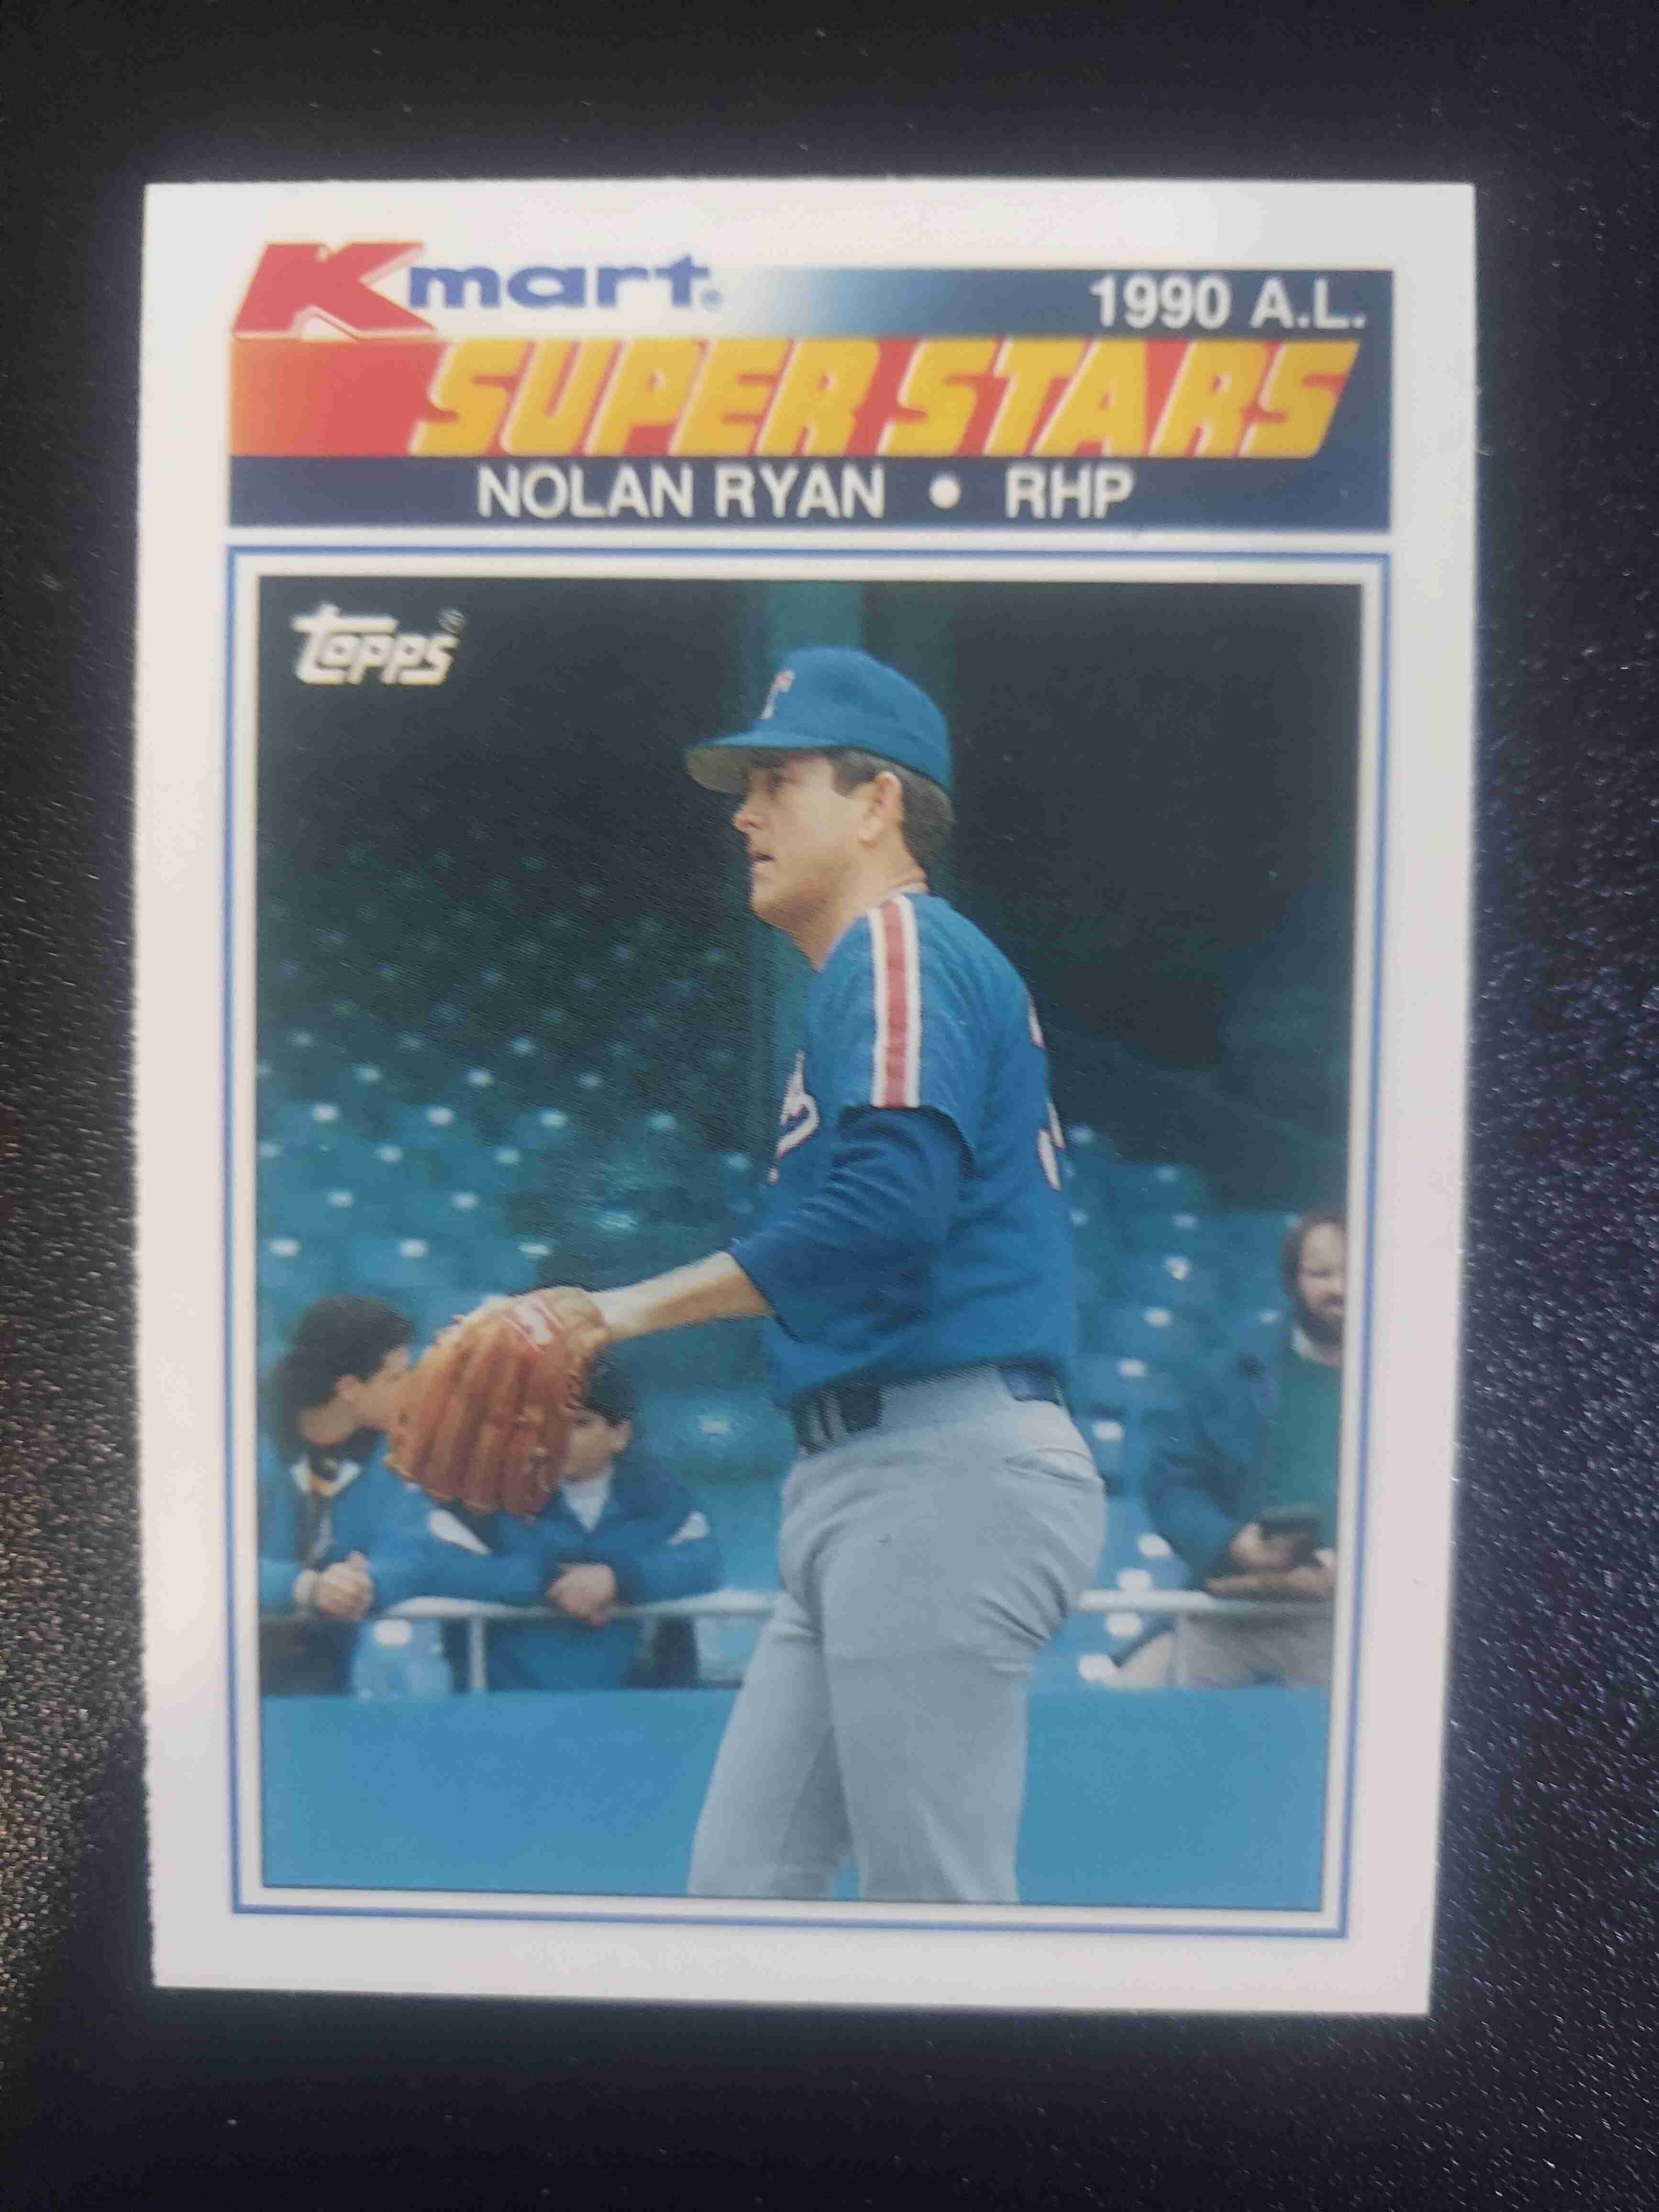 Kmart®
1990 A.L.
SUPER STARS
NOLAN RYAN • RHP
TOPPS®
T